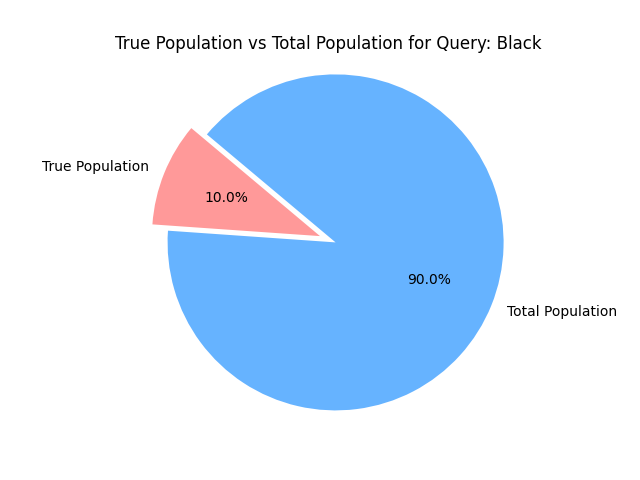 True Population vs Total Population for Query: Black
True Population
10.0%
90.0%
Total Population